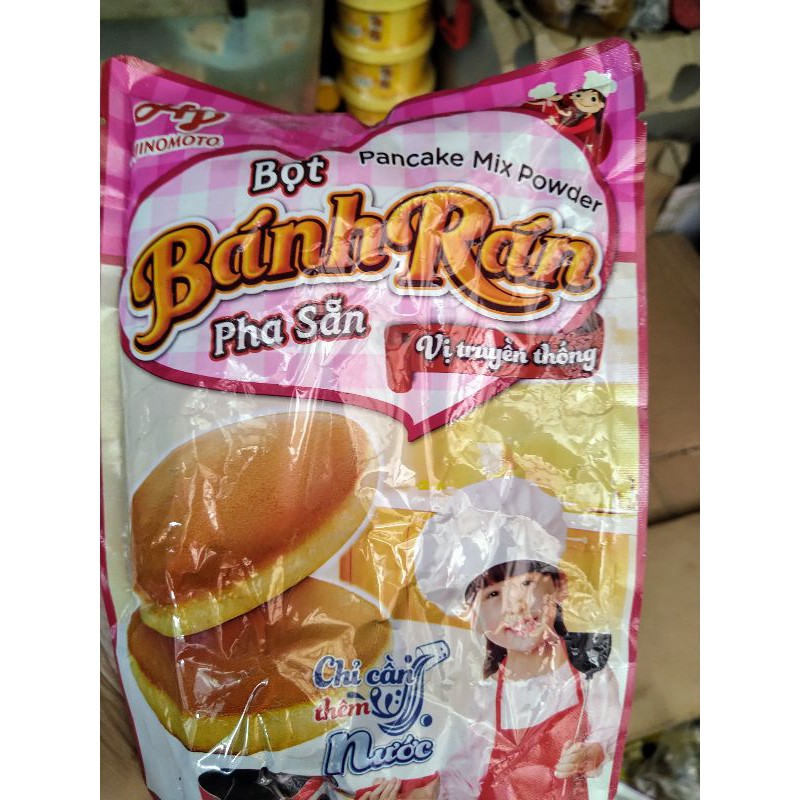 AJINOMOTO
Bột
Pancake Mix Powder
Bánh Rán
Pha Sẵn
Vị truyền thống
Chỉ cần
thêm
Nước